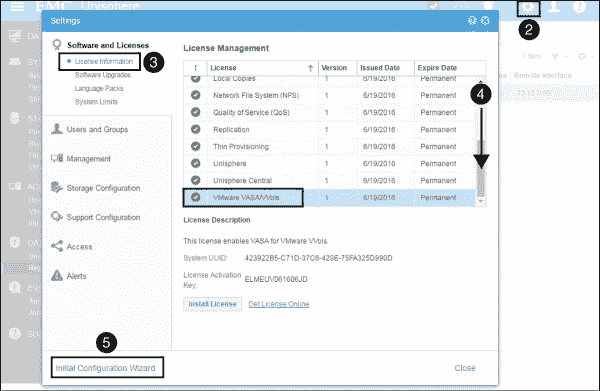 EMC Unisphere
2
Settings
Software and Licenses
License Information
3
Software Upgrades
Language Packs
System Limits
Users and Groups
Management
Storage Configuration
Support Configuration
Access
Alerts
License Management
! License Version Issued Date Expire Date
Local Copies 1 6/19/2016 Permanent
Network File System (NFS) 1 6/19/2016 Permanent
Quality of Service (QoS) 1 6/19/2016 Permanent
Replication 1 6/19/2016 Permanent
Thin Provisioning 1 6/19/2016 Permanent
Unisphere 1 6/19/2016 Permanent
Unisphere Central 1 6/19/2016 Permanent
VMware VASA/VVols 1 6/19/2016 Permanent
4
License Description
This license enables VASA for VMware VVols.
System UUID: 423922B5-C71D-37C6-429E-75FA325D990D
License Activation Key: ELMEUV061606JD
Install License Get License Online
5
Initial Configuration Wizard
Close
1 item
Remote Interface